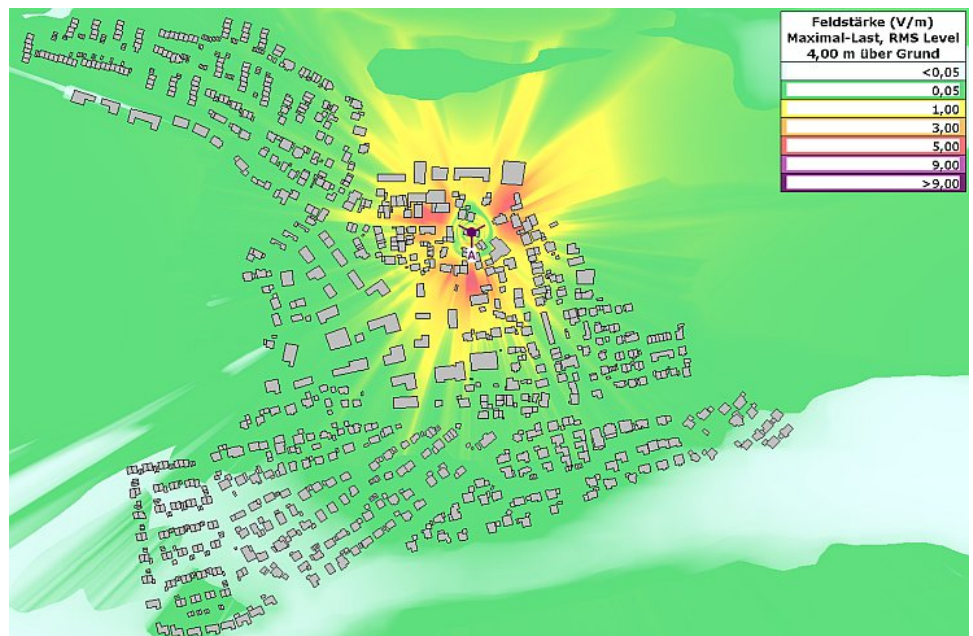 Feldstärke (V/m)
Maximal-Last, RMS Level
4,00 m über Grund
<0,05
0,05
1,00
3,00
5,00
9,00
>9,00
A